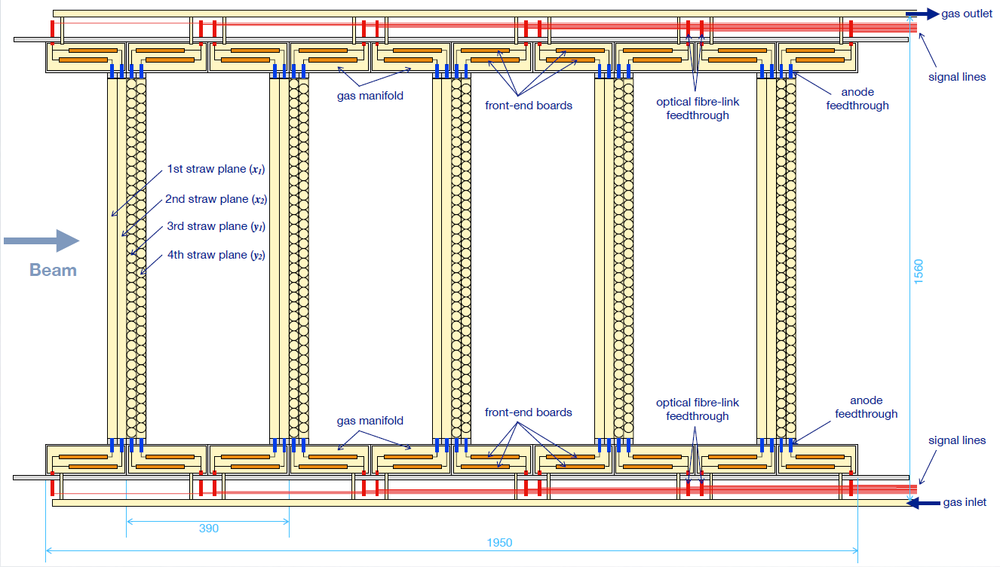 gas outlet
signal lines
gas manifold
front-end boards
optical fibre-link
feedthrough
anode
feedthrough
1st straw plane (x1)
2nd straw plane (x2)
3rd straw plane (y1)
4th straw plane (y2)
Beam
1560
gas manifold
front-end boards
optical fibre-link
feedthrough
anode
feedthrough
signal lines
gas inlet
390
1950